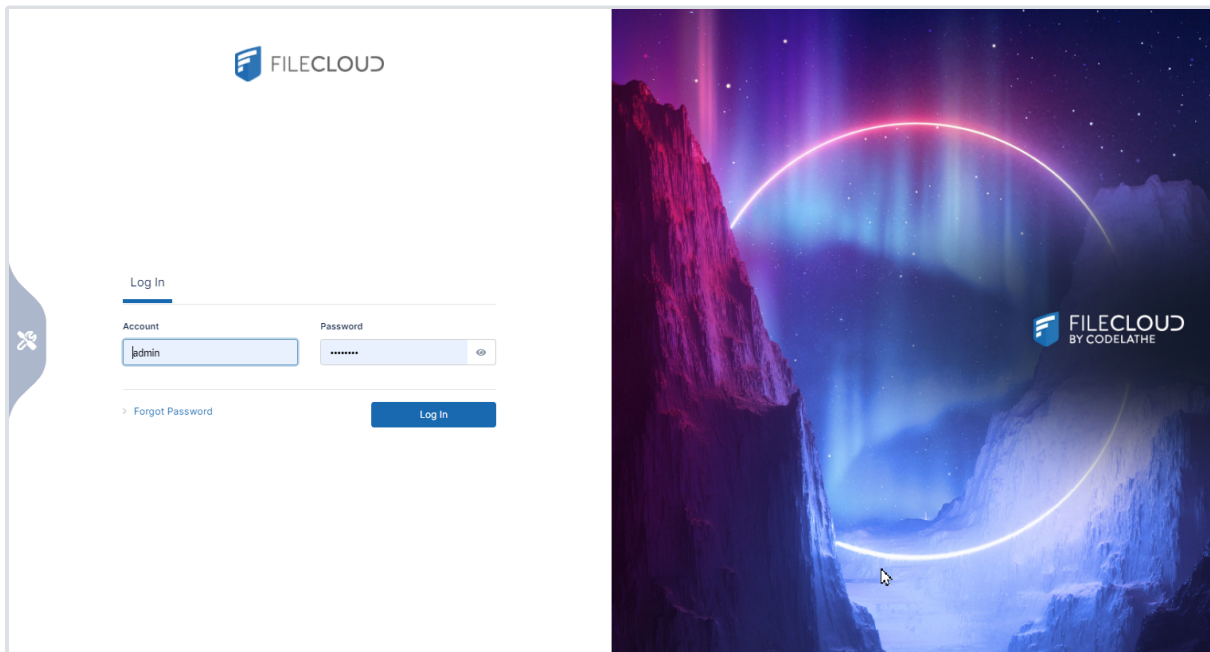 FILECLOUD
Log In
Account
Password
admin
••••••••
Forgot Password
Log In
FILECLOUD
BY CODELATHE